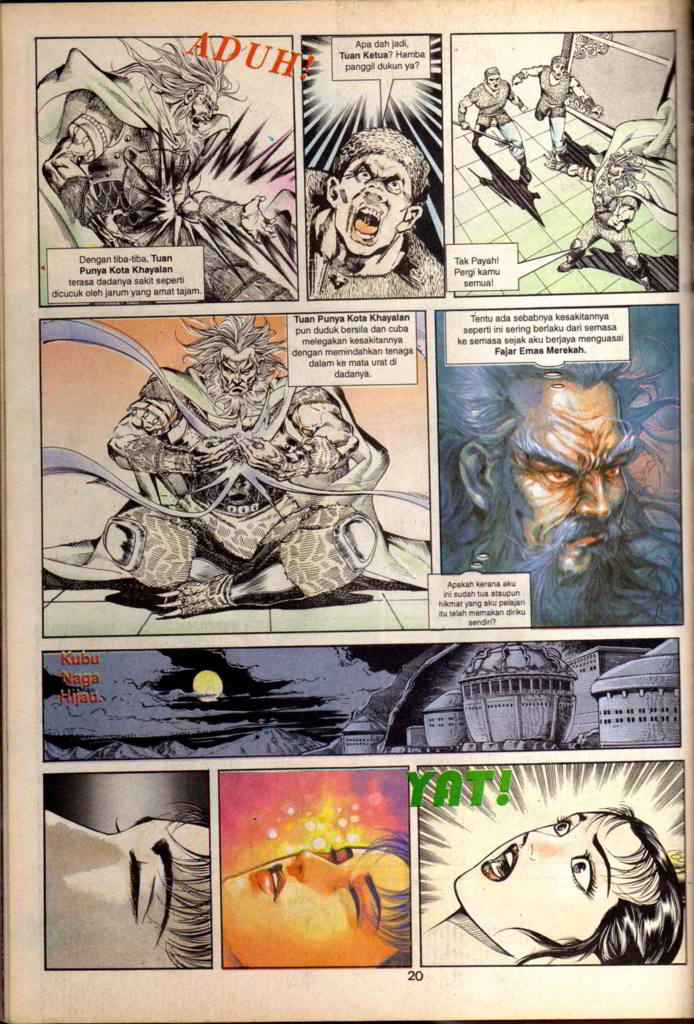 ADUH!
Dengan tiba-tiba, Tuan
Punya Kota Khayalan
terasa dadanya sakit seperti
dicucuk oleh jarum yang amat tajam.
Apa dah jadi,
Tuan Ketua? Hamba
panggil dukun ya?
Tak Payah!
Pergi kamu
semua!
Tuan Punya Kota Khayalan
pun duduk bersila dan cuba
melegakan kesakitannya
dengan memindahkan tenaga
dalam ke mata urat di
dadanya.
Tentu ada sebabnya kesakitannya
seperti ini sering berlaku dari semasa
ke semasa sejak aku berjaya menguasai
Fajar Emas Merekah.
Apakah kerana aku
ini sudah tua ataupun
hikmat yang aku pelajari
itu telah memakan diriku
sendiri?
Kubu
Naga
Hijau.
YAT!
20